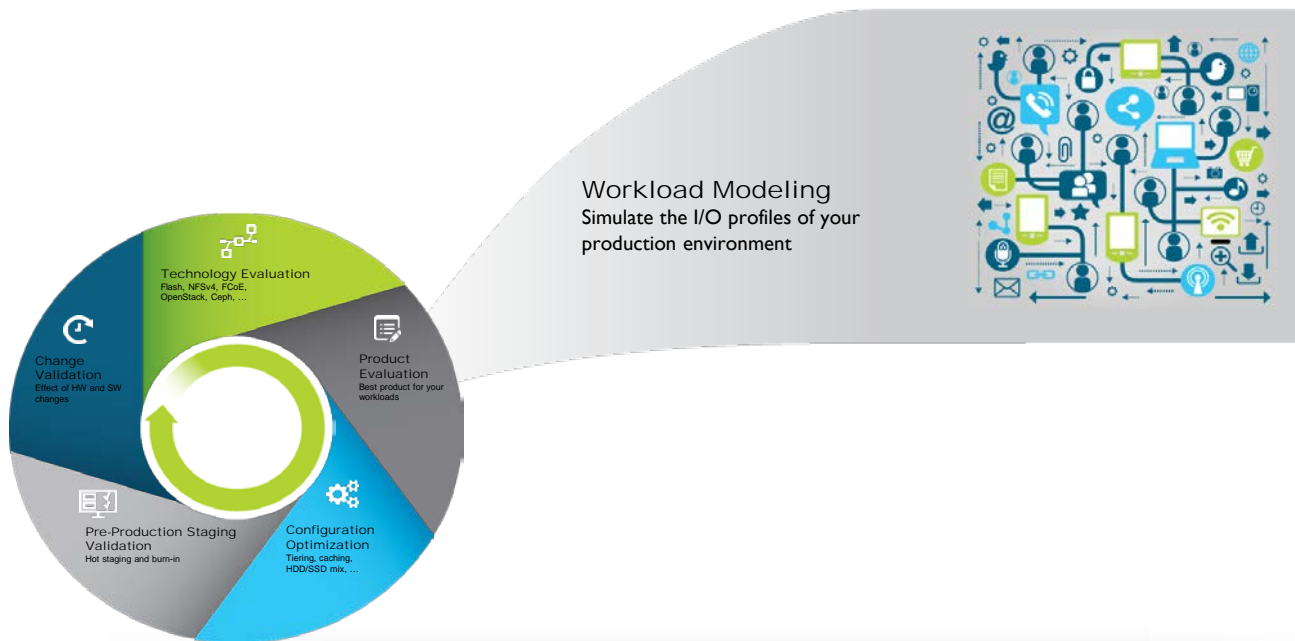 Workload Modeling
Simulate the I/O profiles of your
production environment
Technology Evaluation
Flash, NFSv4, FCoE,
OpenStack, Ceph, ...
Product
Evaluation
Best product for your
workloads
Configuration
Optimization
Tiering, caching,
HDD/SSD mix, ...
Pre-Production Staging
Validation
Hot staging and burn-in
Change
Validation
Effect of HW and SW
changes
@